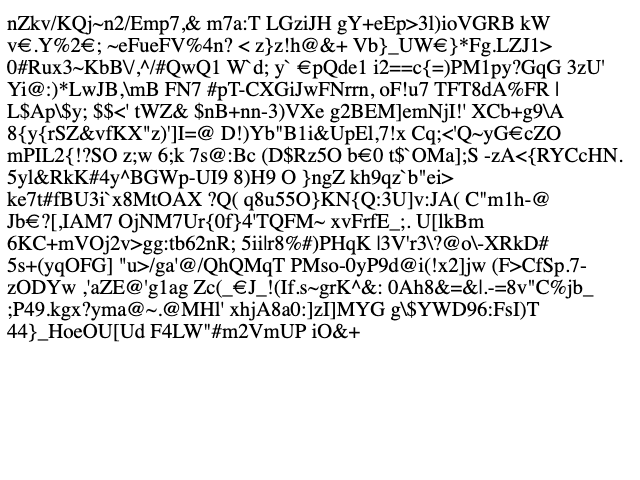 nZkv/KQj~n2/Emp7,& m7a:T LGziJH gY+eEp>3l)ioVGRB kW
v€.Y%2€; ~eFueFV%4n? < z}z!h@&+ Vb}_UW€}*Fg.LZJ1>
0#Rux3~KbB\/,^/#QwQ1 W`d; y` €pQde1 i2==c{=)PM1py?GqG 3zU'
Yi@:)*LwJB,\mB FN7 #pT-CXGiJwFNrrn, oF!u7 TFT8dA%FR |
L$Ap\$y; $$<' tWZ& $nB+nn-3)VXe g2BEM]emNjI!' XCb+g9\A
8{y{rSZ&vfKX"z)']I=@ D!)Yb"B1i&UpEl,7!x Cq;<'Q~yG€cZO
mPIL2{!?SO z;w 6;k 7s@:Bc (D$Rz5O b€0 t$`OMa];S -zA<{RYCcHN.
5yl&RkK#4y^BGWp-UI9 8)H9 O }ngZ kh9qz`b"ei>
ke7t#fBU3i`x8MtOAX ?Q( q8u55O}KN{Q:3U]v:JA( C"m1h-@
Jb€?[,IAM7 OjNM7Ur{0f}4'TQFM~ xvFrfE_;. U[lkBm
6KC+mVOj2v>gg:tb62nR; 5iilr8%#)PHqK |3V'r3\?@o\-XRkD#
5s+(yqOFG] "u>/ga'@/QhQMqT PMso-0yP9d@i(!x2]jw (F>CfSp.7-
zODYw ,'aZE@'g1ag Zc(_€J_!(If.s~grK^&: 0Ah8&=&|.-=8v"C%jb_
;P49.kgx?yma@~.@MHl' xhjA8a0:]zI]MYG g\$YWD96:FsI)T
44}_HoeOU[Ud F4LW"#m2VmUP iO&+